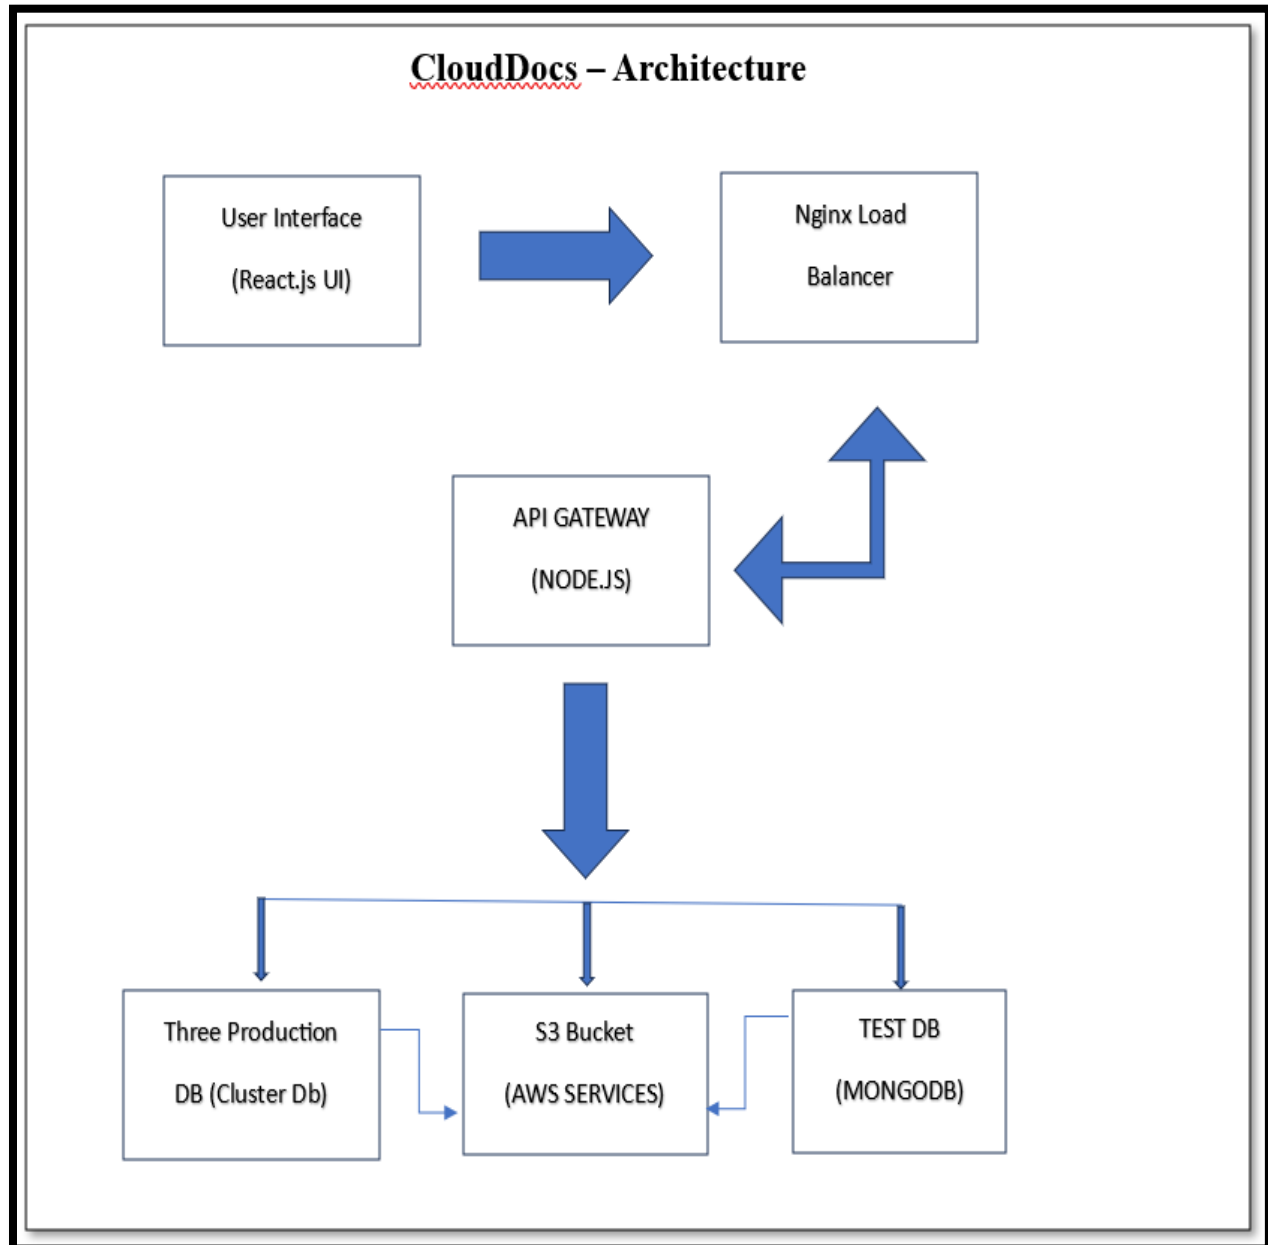 CloudDocs – Architecture
User Interface
(React.js UI)
Nginx Load
Balancer
API GATEWAY
(NODE.JS)
Three Production
DB (Cluster Db)
S3 Bucket
(AWS SERVICES)
TEST DB
(MONGODB)